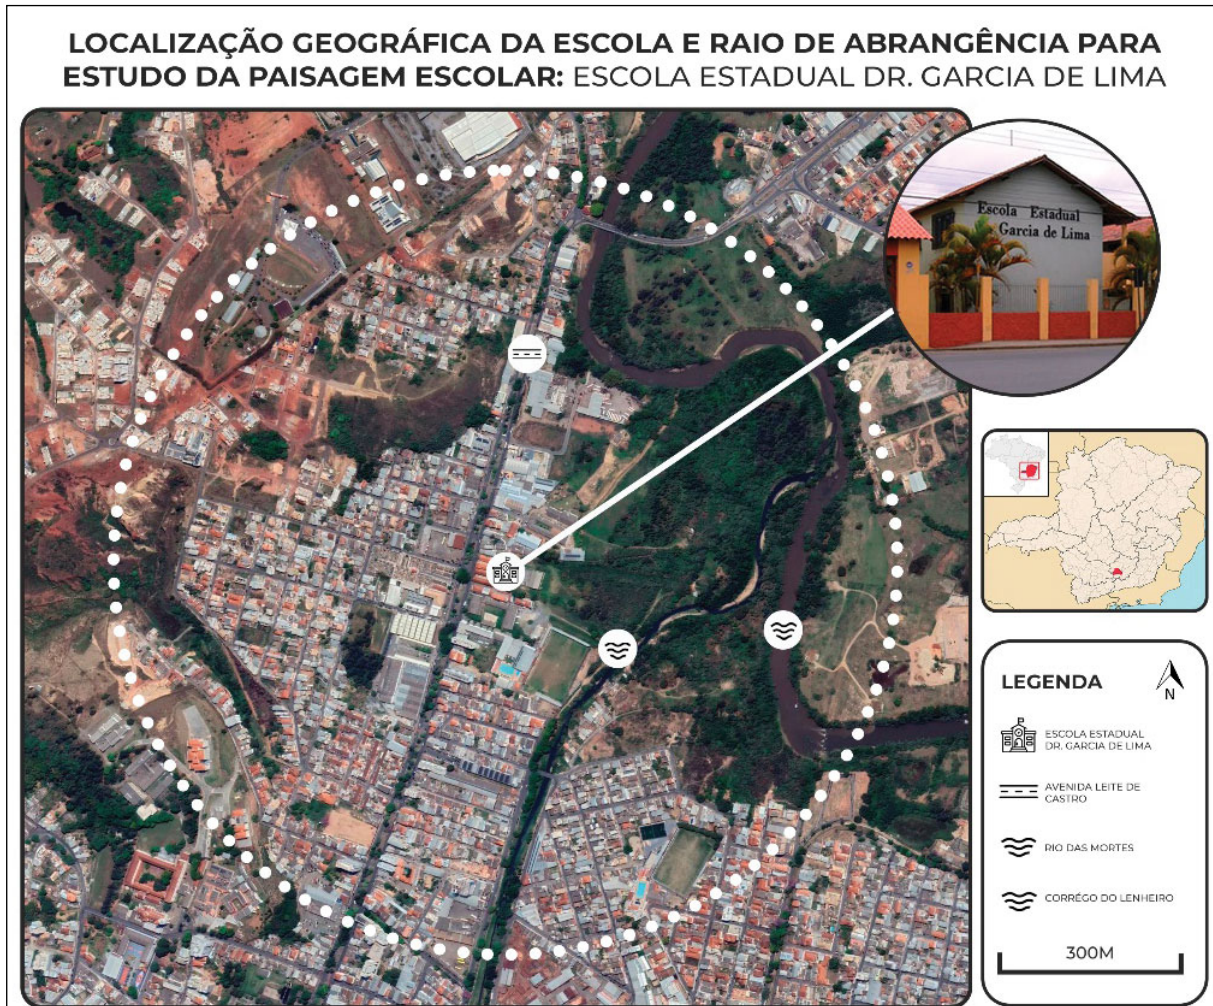 LOCALIZAÇÃO GEOGRÁFICA DA ESCOLA E RAIO DE ABRANGÊNCIA PARA
ESTUDO DA PAISAGEM ESCOLAR: ESCOLA ESTADUAL DR. GARCIA DE LIMA
Escola Estadual
Garcia de Lima
LEGENDA
N
ESCOLA ESTADUAL
DR. GARCIA DE LIMA
AVENIDA LEITE DE
CASTRO
RIO DAS MORTES
CORRÉGO DO LENHEIRO
300M